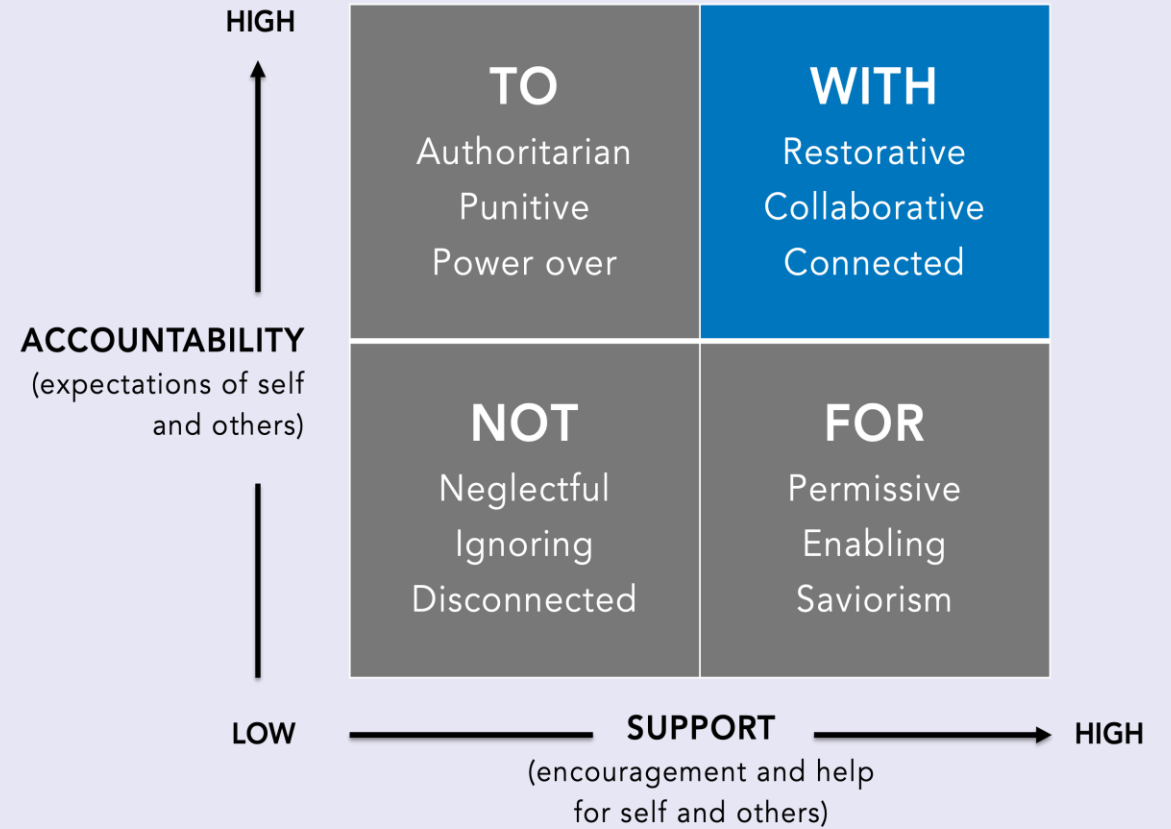 HIGH
TO
Authoritarian
Punitive
Power over
WITH
Restorative
Collaborative
Connected
ACCOUNTABILITY
(expectations of self
and others)
NOT
Neglectful
Ignoring
Disconnected
FOR
Permissive
Enabling
Saviorism
LOW
SUPPORT
HIGH
(encouragement and help
for self and others)